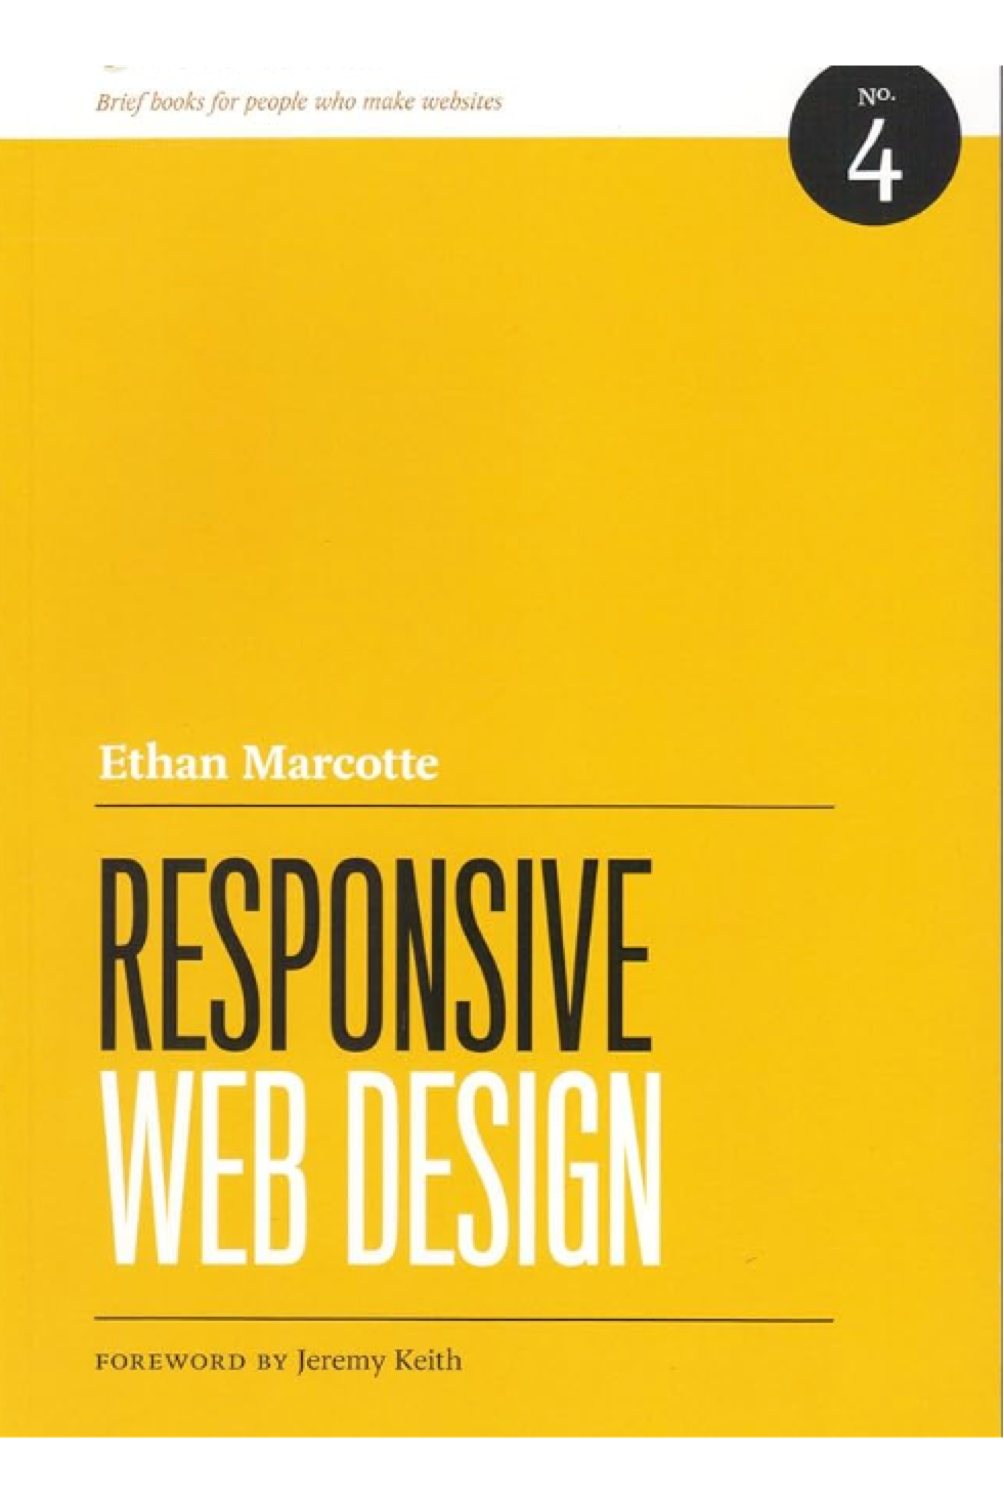 Brief books for people who make websites
No.
4
Ethan Marcotte
RESPONSIVE
WEB DESIGN
FOREWORD BY Jeremy Keith